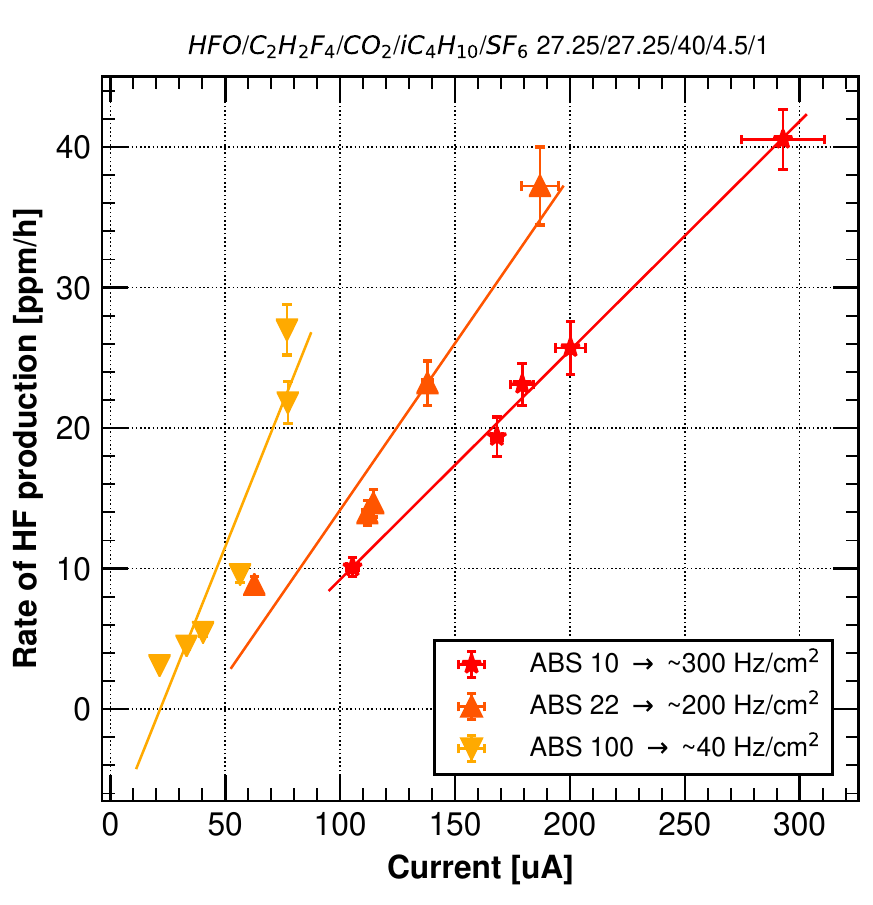 HFO/C₂H₂F₄/CO₂/iC₄H₁₀/SF₆ 27.25/27.25/40/4.5/1
Rate of HF production [ppm/h]
40
30
20
10
0
0 50 100 150 200 250 300
Current [uA]
ABS 10 → ~300 Hz/cm²
ABS 22 → ~200 Hz/cm²
ABS 100 → ~40 Hz/cm²